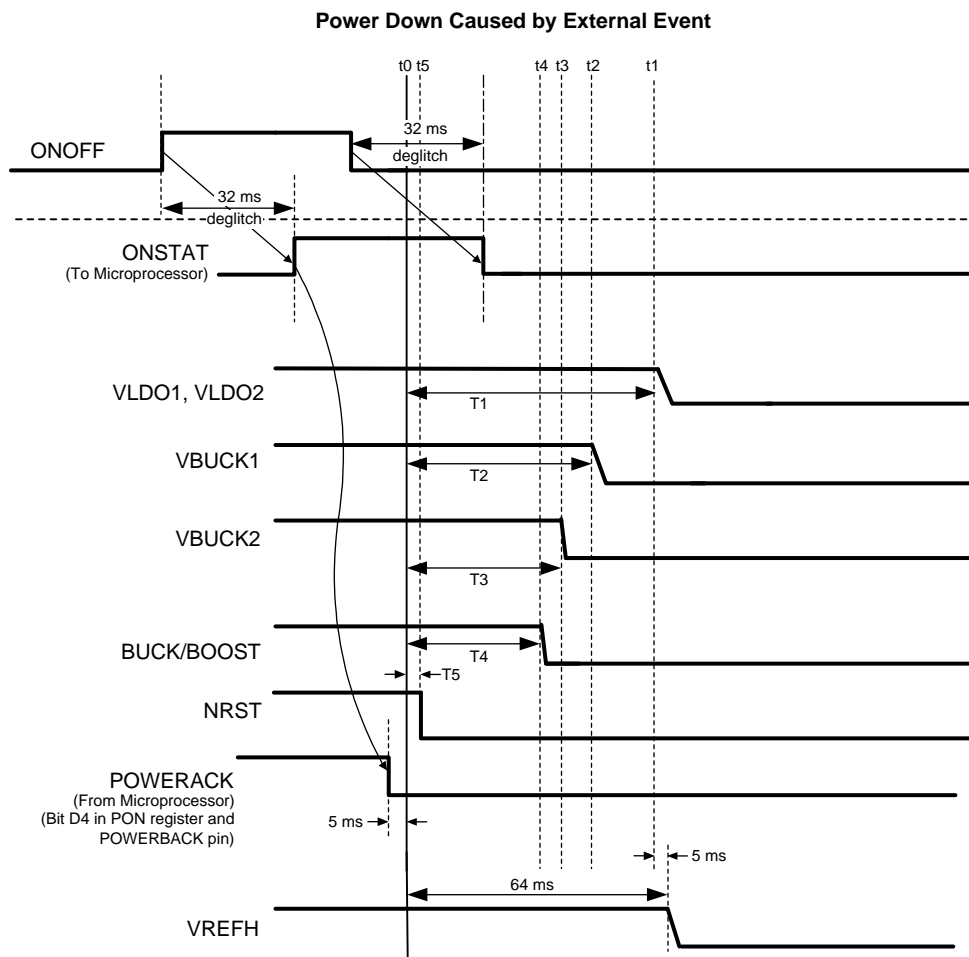 Power Down Caused by External Event
t0 t5 t4 t3 t2 t1
32 ms
deglitch
ONOFF
32 ms
deglitch
ONSTAT
(To Microprocessor)
VLDO1, VLDO2
T1
VBUCK1
T2
VBUCK2
T3
BUCK/BOOST
T4
T5
NRST
POWERACK
(From Microprocessor)
(Bit D4 in PON register and
POWERBACK pin)
5 ms
5 ms
64 ms
VREFH